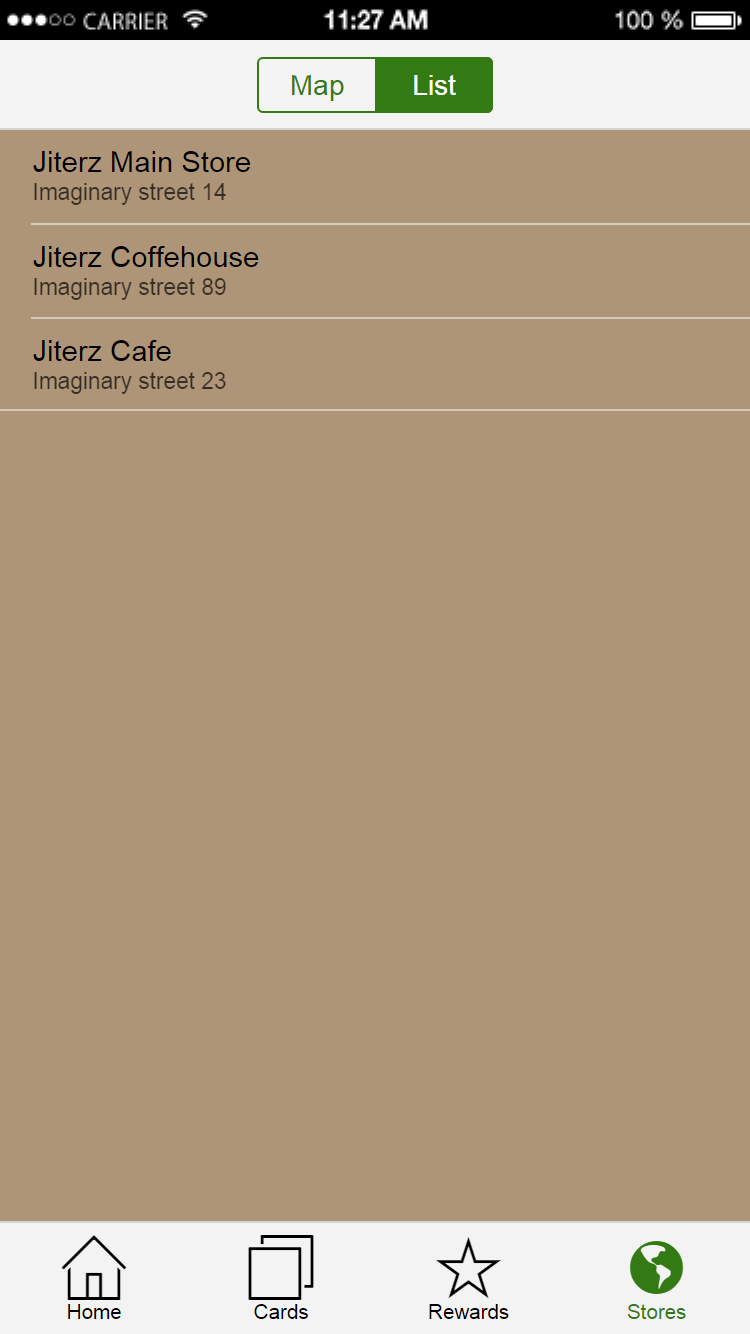 CARRIER 11:27 AM 100 %
Map List
Jiterz Main Store
Imaginary street 14
Jiterz Coffehouse
Imaginary street 89
Jiterz Cafe
Imaginary street 23
Home Cards Rewards Stores